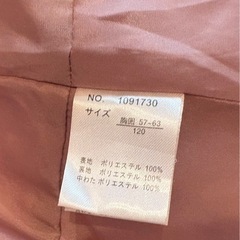 NO. 1091730
サイズ
胸囲 57-63
120
表地 ポリエステル 100%
裏地 ポリエステル 100%
中わた ポリエステル 100%